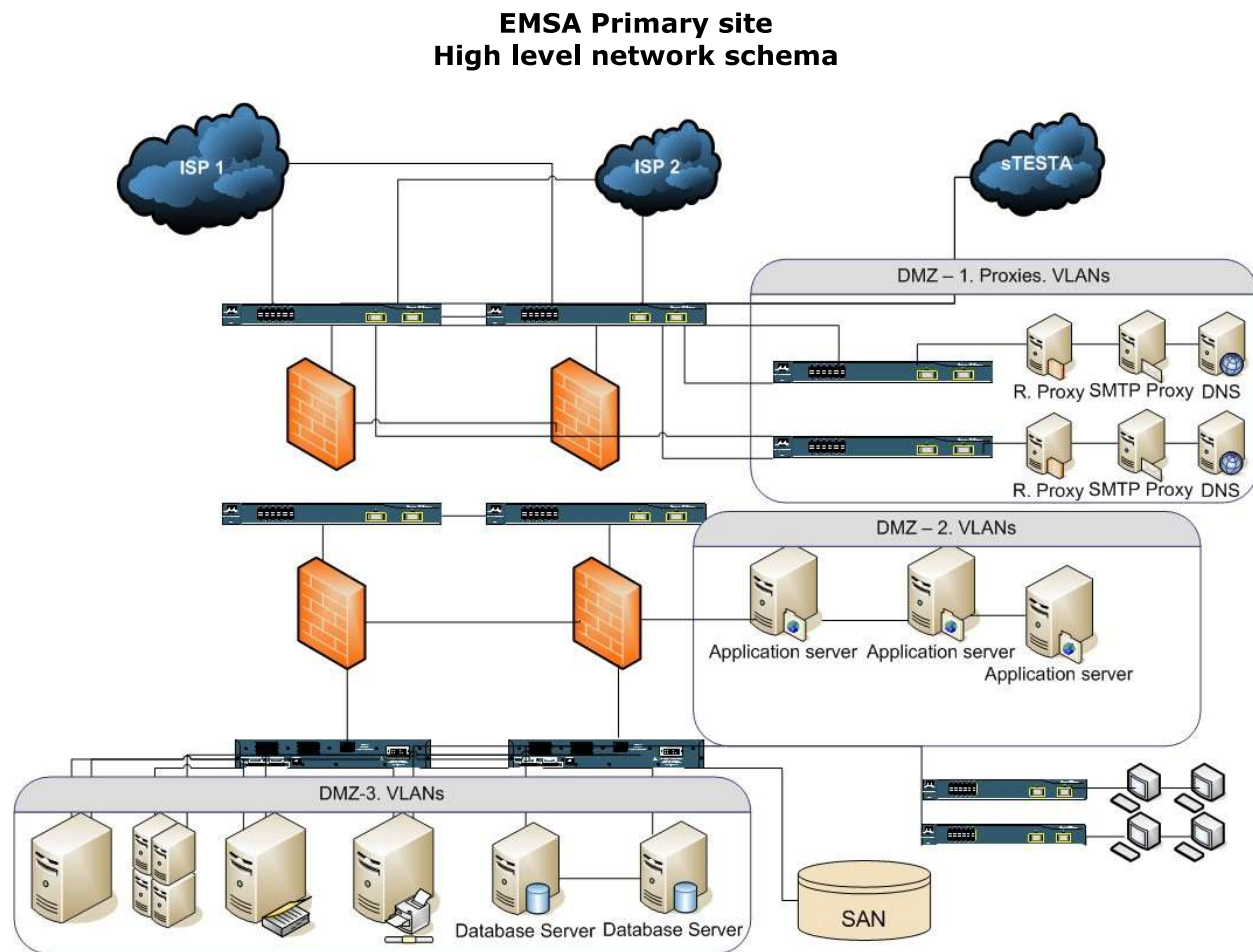 EMSA Primary site
High level network schema
ISP 1
ISP 2
sTESTA
DMZ – 1. Proxies. VLANs
R. Proxy
SMTP Proxy
DNS
R. Proxy
SMTP Proxy
DNS
DMZ – 2. VLANs
Application server
Application server
Application server
DMZ-3. VLANs
Database Server
Database Server
SAN